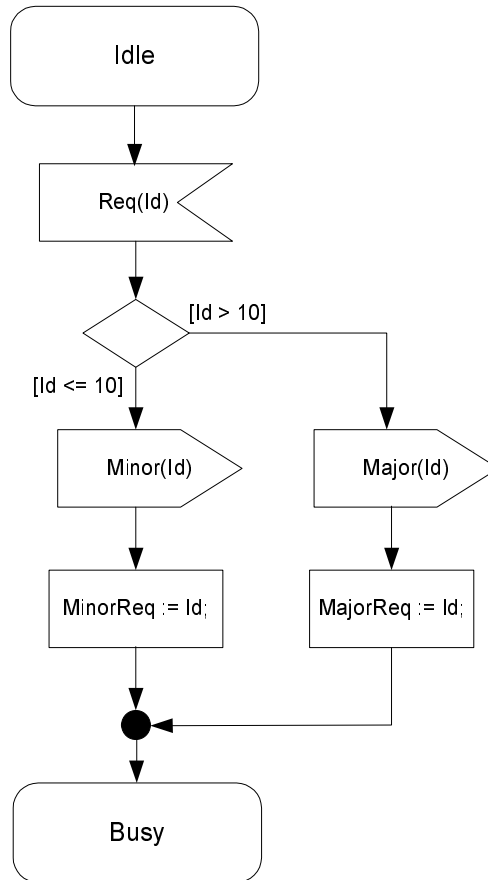 Idle
Req(Id)
[Id > 10]
[Id <= 10]
Minor(Id)
Major(Id)
MinorReq := Id;
MajorReq := Id;
Busy